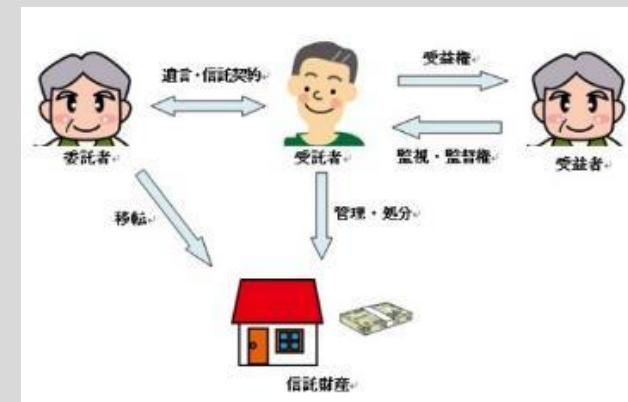 受益権
遺言・信託契約
委託者
受託者
監視・監督権
受益者
移転
管理・処分
信託財産